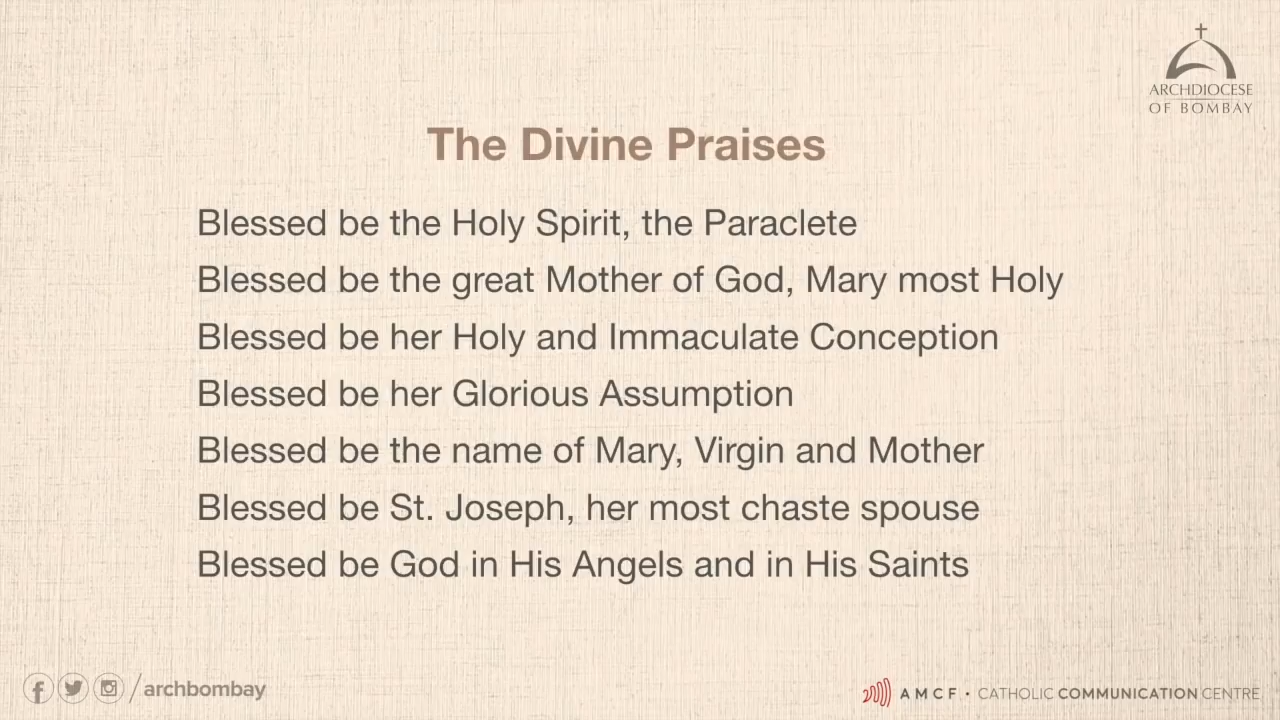 ARCHDIOCESE
OF BOMBAY
The Divine Praises
Blessed be the Holy Spirit, the Paraclete
Blessed be the great Mother of God, Mary most Holy
Blessed be her Holy and Immaculate Conception
Blessed be her Glorious Assumption
Blessed be the name of Mary, Virgin and Mother
Blessed be St. Joseph, her most chaste spouse
Blessed be God in His Angels and in His Saints
/archbombay
AMCF · CATHOLIC COMMUNICATION CENTRE